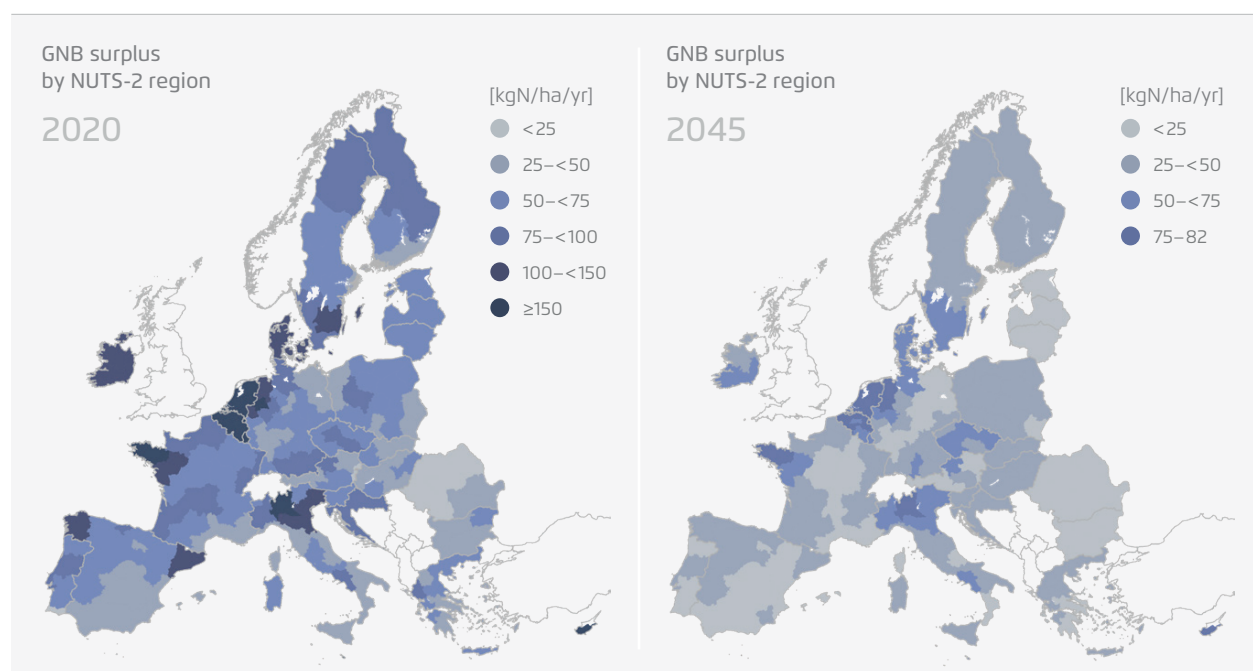 GNB surplus
by NUTS-2 region
2020
[kgN/ha/yr]
<25
25–<50
50–<75
75–<100
100–<150
≥150
GNB surplus
by NUTS-2 region
2045
[kgN/ha/yr]
<25
25–<50
50–<75
75–82